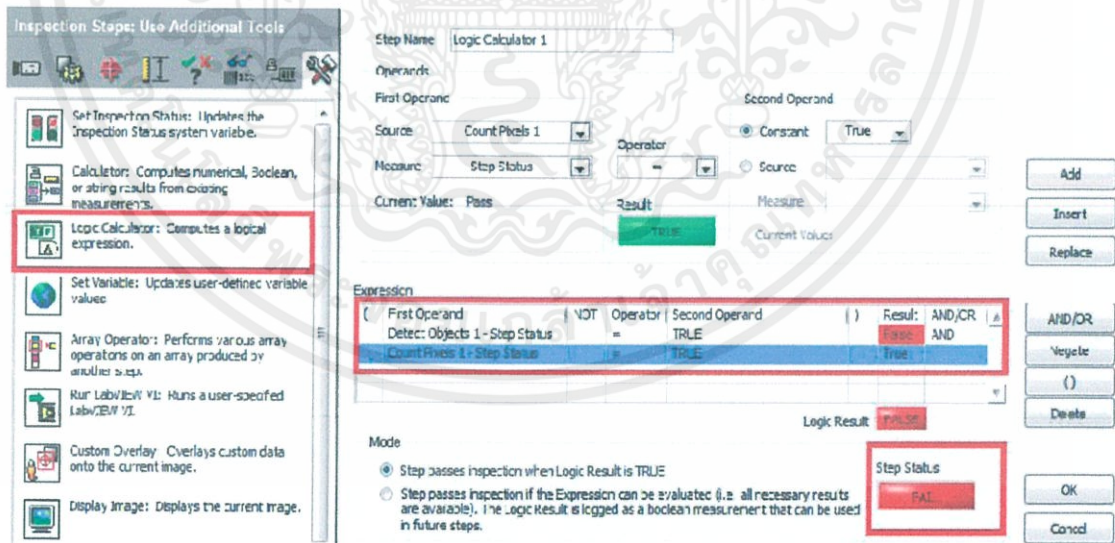 Inspection Steps: Use Additional Tools
Set Inspection Status: Updates the
Inspection Status system variable.
Calculator: Computes numerical, Boolean,
or string results from existing
measurements.
Logic Calculator: Computes a logical
expression.
Set Variable: Updates user-defined variable
values
Array Operator: Performs various array
operations on an array produced by
another step.
Run LabVIEW VI: Runs a user-specified
LabVIEW VI.
Custom Overlay: Overlays custom data
onto the current image.
Display Image: Displays the current image.
Step Name Logic Calculator 1
Operands
First Operand Second Operand
Source Count Pixels 1 Operator Constant True
Measure Step Status = Source
Current Value: Pass Result Measure
TRUE Current Value
Add
Insert
Replace
Expression
( First Operand NOT Operator Second Operand ( ) Result AND/OR
Detect Objects 1 - Step Status = TRUE False AND
Count Pixels 1 - Step Status = TRUE True
AND/OR
Negate
()
Delete
Logic Result FALSE
Mode
Step passes inspection when Logic Result is TRUE
Step passes inspection if the Expression can be evaluated (i.e. all necessary results
are available). The Logic Result is logged as a boolean measurement that can be used
in future steps.
Step Status
FAIL
OK
Cancel